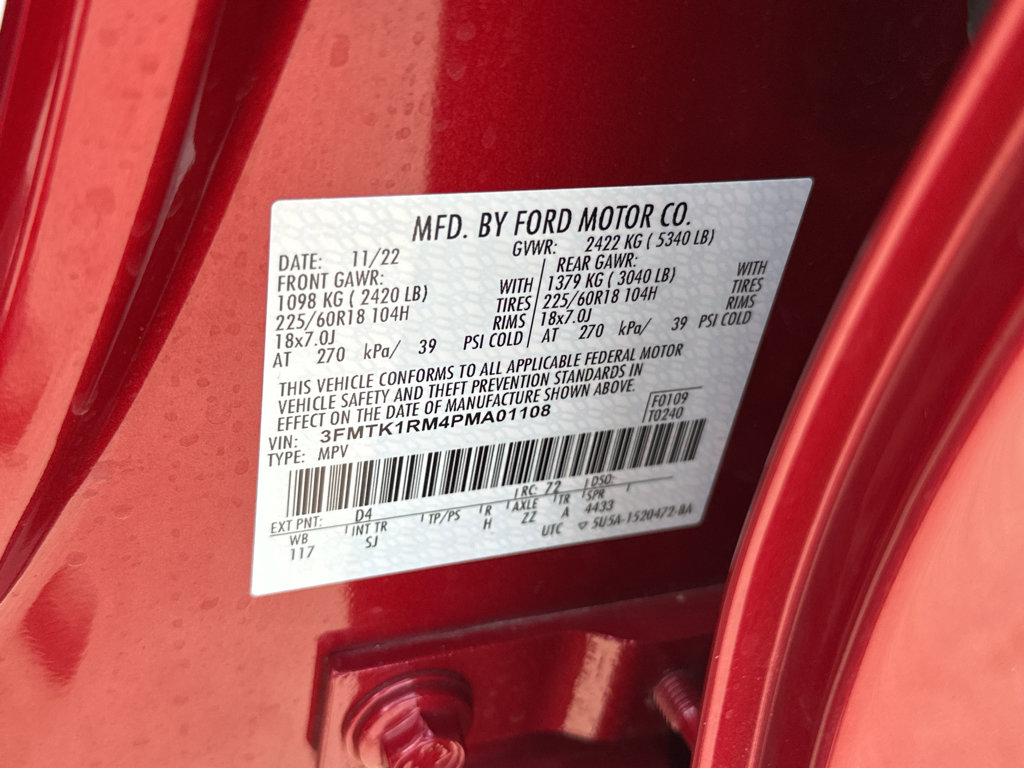 MFD. BY FORD MOTOR CO.
DATE: 11/22 GVWR: 2422 KG ( 5340 LB)
FRONT GAWR: REAR GAWR:
1098 KG ( 2420 LB) WITH 1379 KG ( 3040 LB) WITH
225/60R18 104H TIRES 225/60R18 104H TIRES
18x7.0J RIMS 18x7.0J RIMS
AT 270 kPa/ 39 PSI COLD AT 270 kPa/ 39 PSI COLD
THIS VEHICLE CONFORMS TO ALL APPLICABLE FEDERAL MOTOR
VEHICLE SAFETY AND THEFT PREVENTION STANDARDS IN
EFFECT ON THE DATE OF MANUFACTURE SHOWN ABOVE.
VIN: 3FMTK1RM4PMA01108 F0109
TYPE: MPV T0240
EXT PNT: D4 RC: 72 DSO:
WB INT TR TP/PS R AXLE TR SPR
117 SJ H ZZ A 4433
UTC ▽ 5U5A-1520472-BA